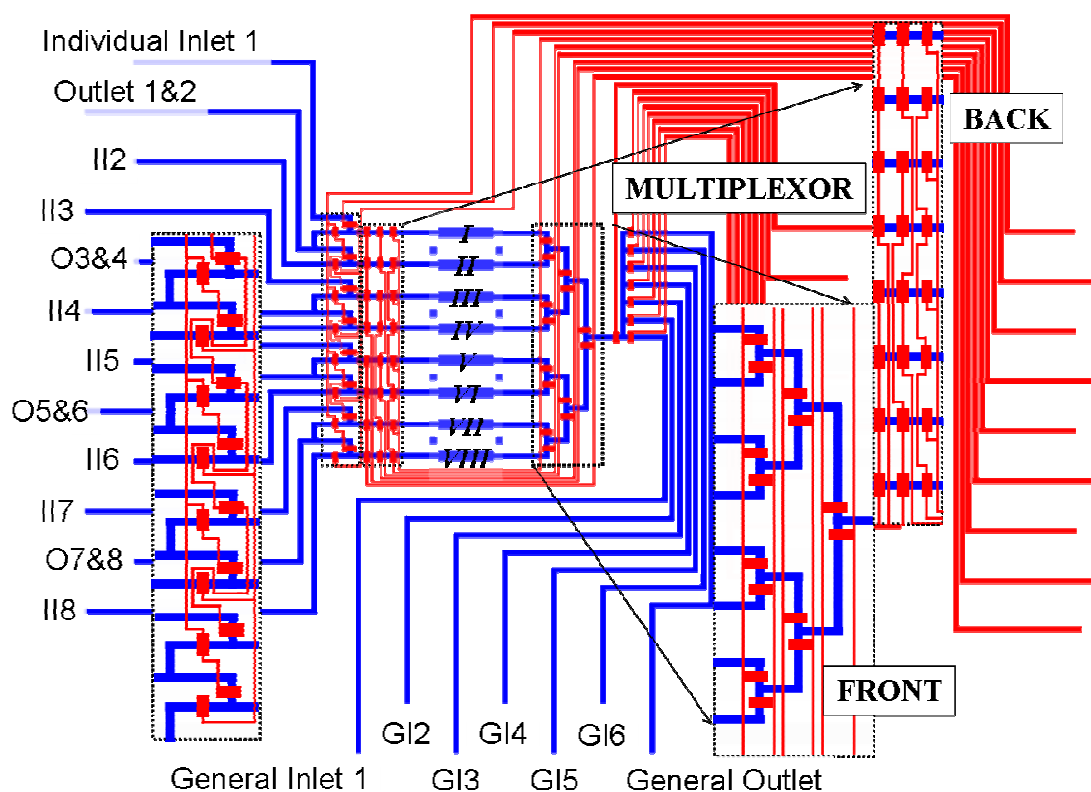 Individual Inlet 1
Outlet 1&2
II2
II3
O3&4
II4
II5
O5&6
II6
II7
O7&8
II8
BACK
MULTIPLEXOR
I
II
III
IV
V
VI
VII
VIII
FRONT
GI2
GI4
GI6
General Inlet 1
GI3
GI5
General Outlet